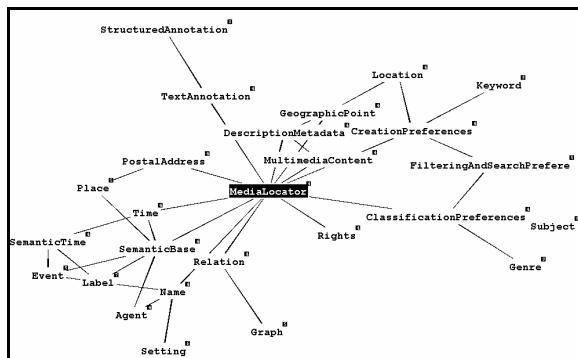 StructuredAnnotation
Location
Keyword
TextAnnotation
GeographicPoint
DescriptionMetadata
CreationPreferences
PostalAddress
MultimediaContent
FilteringAndSearchPrefere
Place
MediaLocator
Time
ClassificationPreferences
Subject
Rights
SemanticTime
SemanticBase
Relation
Event
Label
Name
Genre
Agent
Graph
Setting